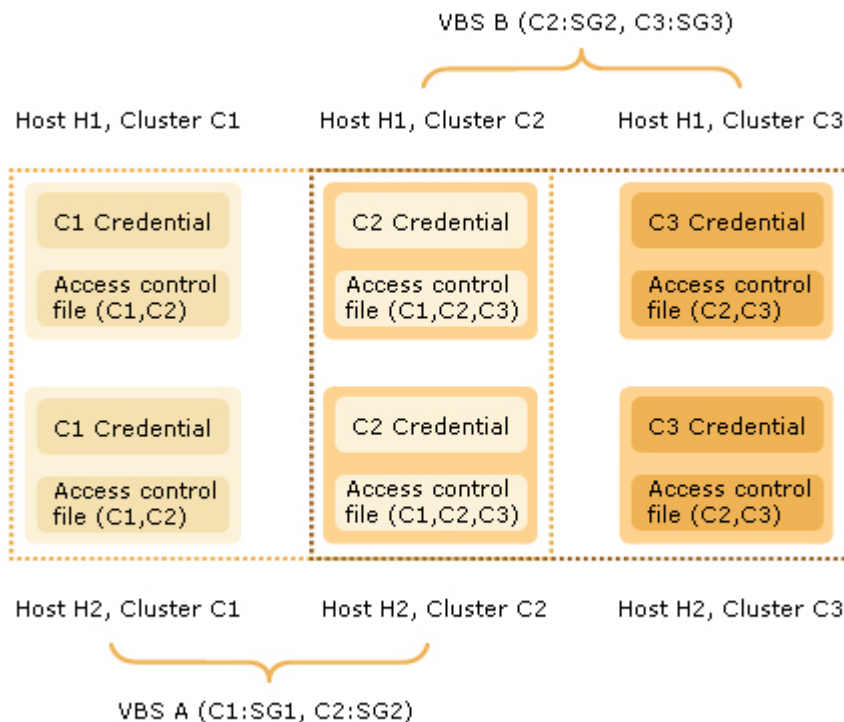 VBS B (C2:SG2, C3:SG3)
Host H1, Cluster C1
Host H1, Cluster C2
Host H1, Cluster C3
C1 Credential
C2 Credential
C3 Credential
Access control
file (C1,C2)
Access control
file (C1,C2,C3)
Access control
file (C2,C3)
C1 Credential
C2 Credential
C3 Credential
Access control
file (C1,C2)
Access control
file (C1,C2,C3)
Access control
file (C2,C3)
Host H2, Cluster C1
Host H2, Cluster C2
Host H2, Cluster C3
VBS A (C1:SG1, C2:SG2)